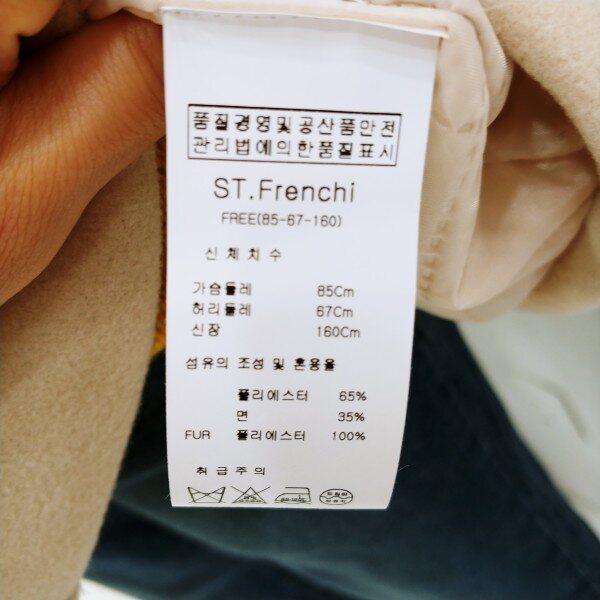 품질경영및공산품안전
관리법에의한품질표시
ST.Frenchi
FREE(85-67-160)
신체치수
가슴둘레 85Cm
허리둘레 67Cm
신장 160Cm
섬유의 조성 및 혼용율
폴리에스터 65%
면 35%
FUR 폴리에스터 100%
취급주의
드라이